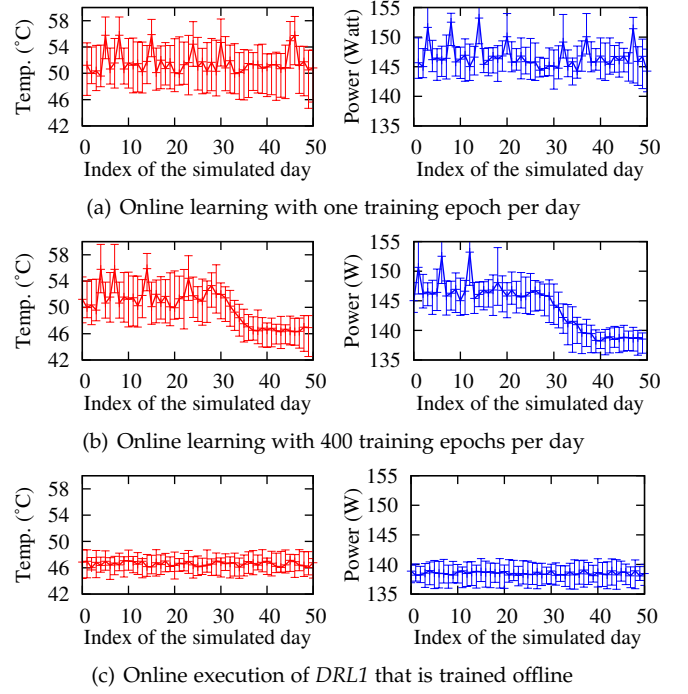 Temp. (˚C)
58
54
50
46
42
0 10 20 30 40 50
Index of the simulated day
Power (Watt)
155
150
145
140
135
0 10 20 30 40 50
Index of the simulated day
(a) Online learning with one training epoch per day
Temp. (˚C)
58
54
50
46
42
0 10 20 30 40 50
Index of the simulated day
Power (W)
155
150
145
140
135
0 10 20 30 40 50
Index of the simulated day
(b) Online learning with 400 training epochs per day
Temp. (˚C)
58
54
50
46
42
0 10 20 30 40 50
Index of the simulated day
Power (W)
155
150
145
140
135
0 10 20 30 40 50
Index of the simulated day
(c) Online execution of DRL1 that is trained offline